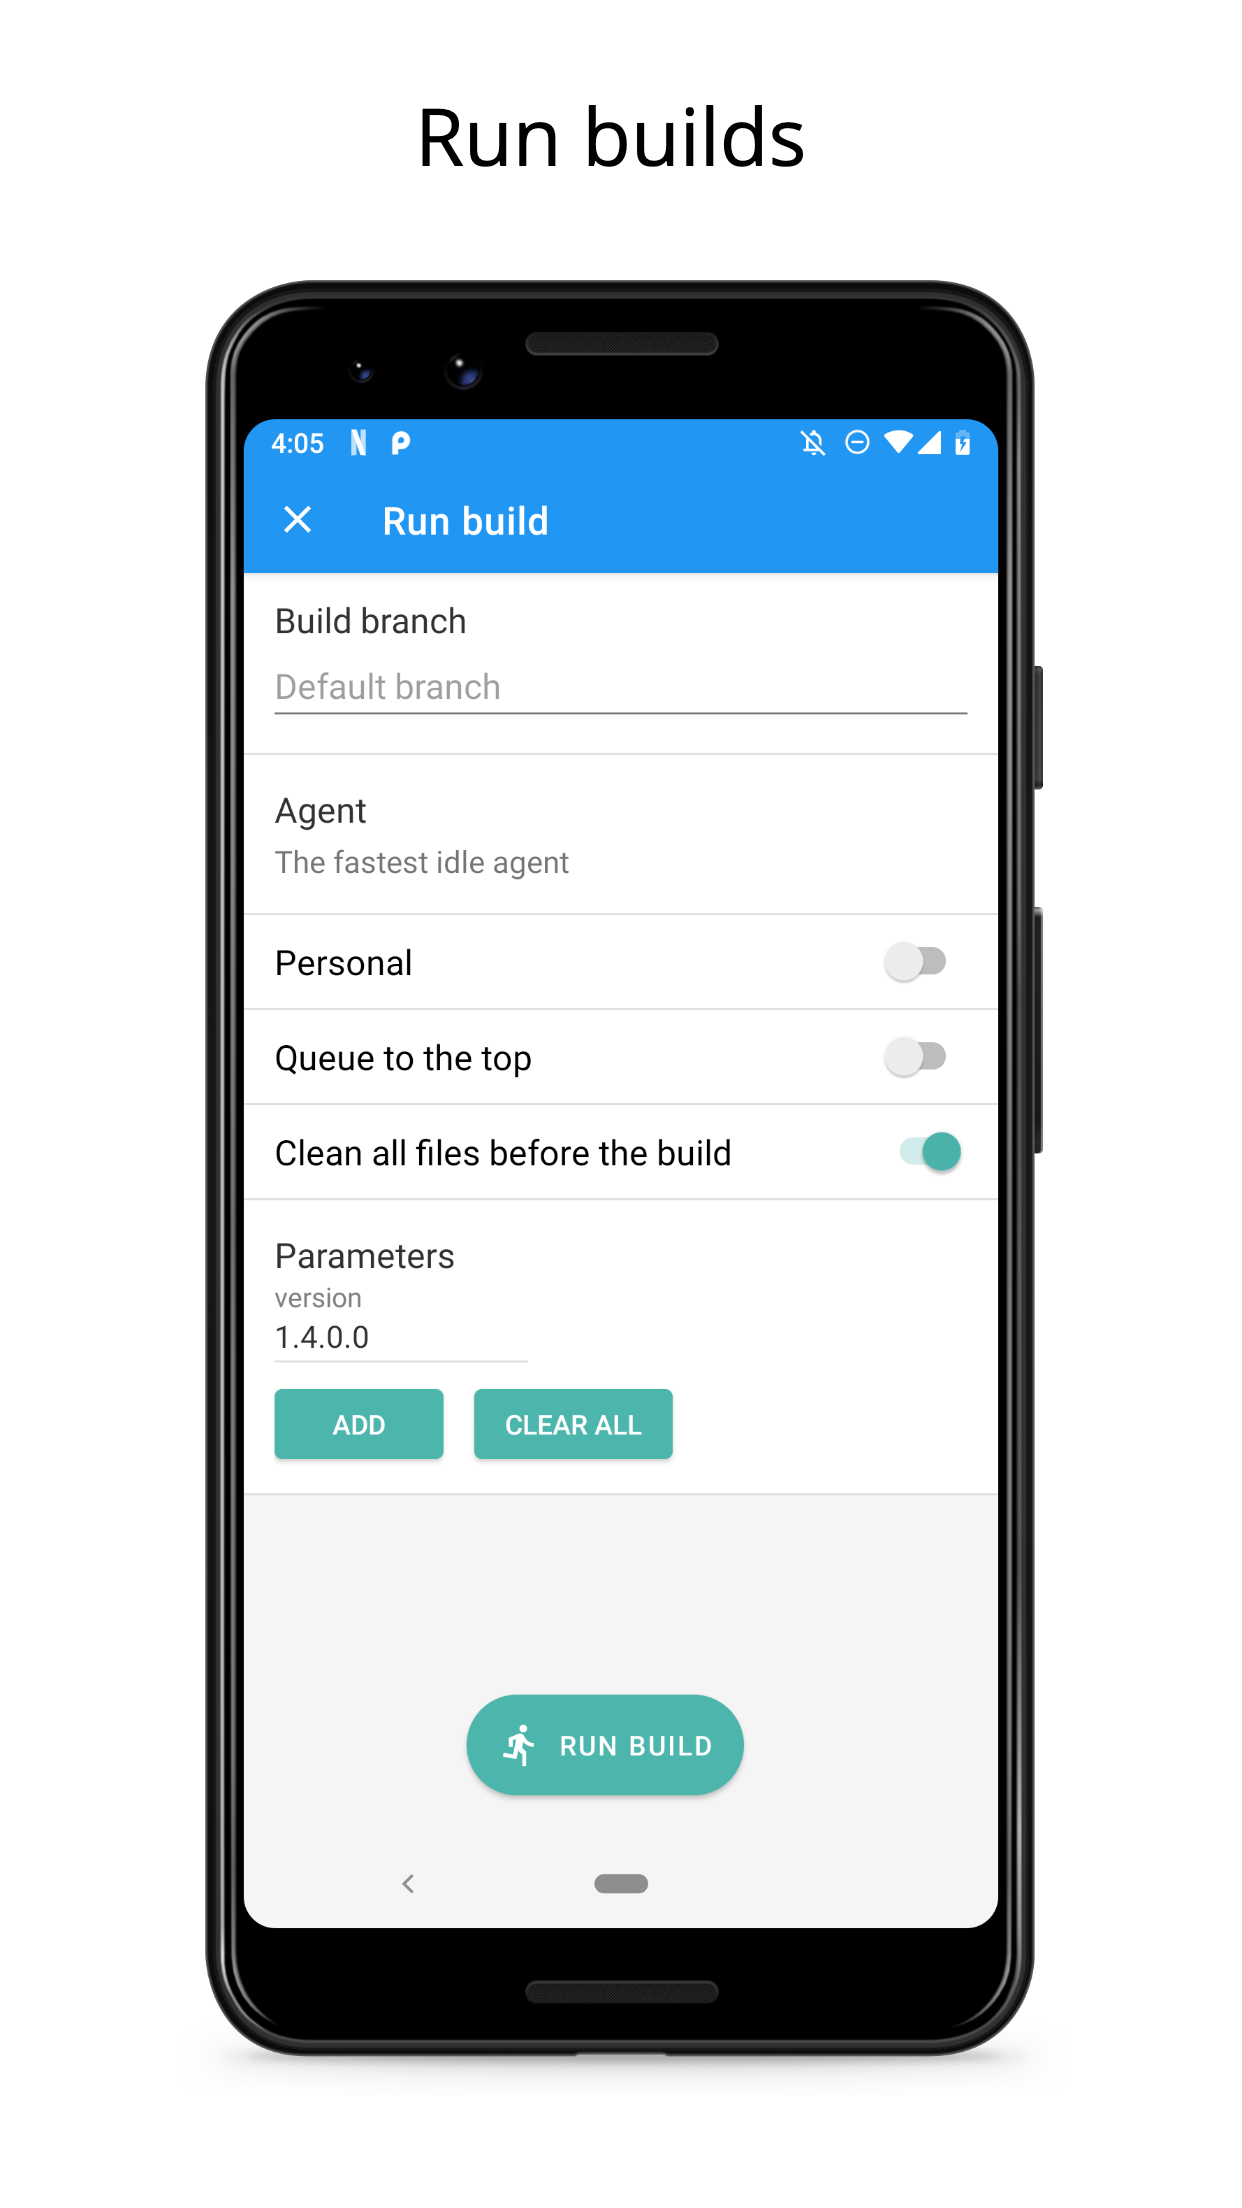 Run builds
4:05
Run build
Build branch
Default branch
Agent
The fastest idle agent
Personal
Queue to the top
Clean all files before the build
Parameters
version
1.4.0.0
ADD CLEAR ALL
RUN BUILD